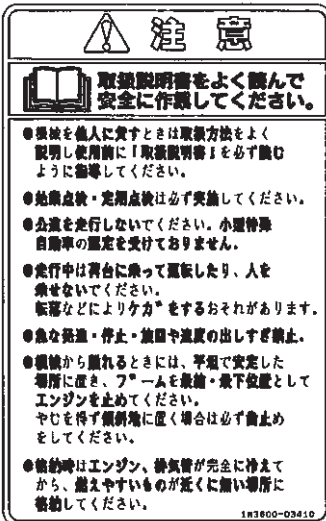 注意
取扱説明書をよく読んで
安全に作業してください。
●機械を他人に貸すときは取扱方法をよく
説明し使用前に「取扱説明書」を必ず読む
ように指導してください。
●始業点検・定期点検は必ず実施してください。
●公道を走行しないでください。小型特殊
自動車の認定を受けておりません。
●走行中は荷台に乗って運転したり、人を
乗せないでください。
転落などによりケガをするおそれがあります。
●急な発進・停止・旋回や速度の出しすぎ禁止。
●機械から離れるときには、平坦で安定した
場所に置き、ブームを最縮・最下位置として
エンジンを止めてください。
やむを得ず傾斜地に置く場合は必ず歯止め
をしてください。
●格納時はエンジン、排気管が完全に冷えて
から、燃えやすいものが近くに無い場所に
格納してください。
1M3600-03410